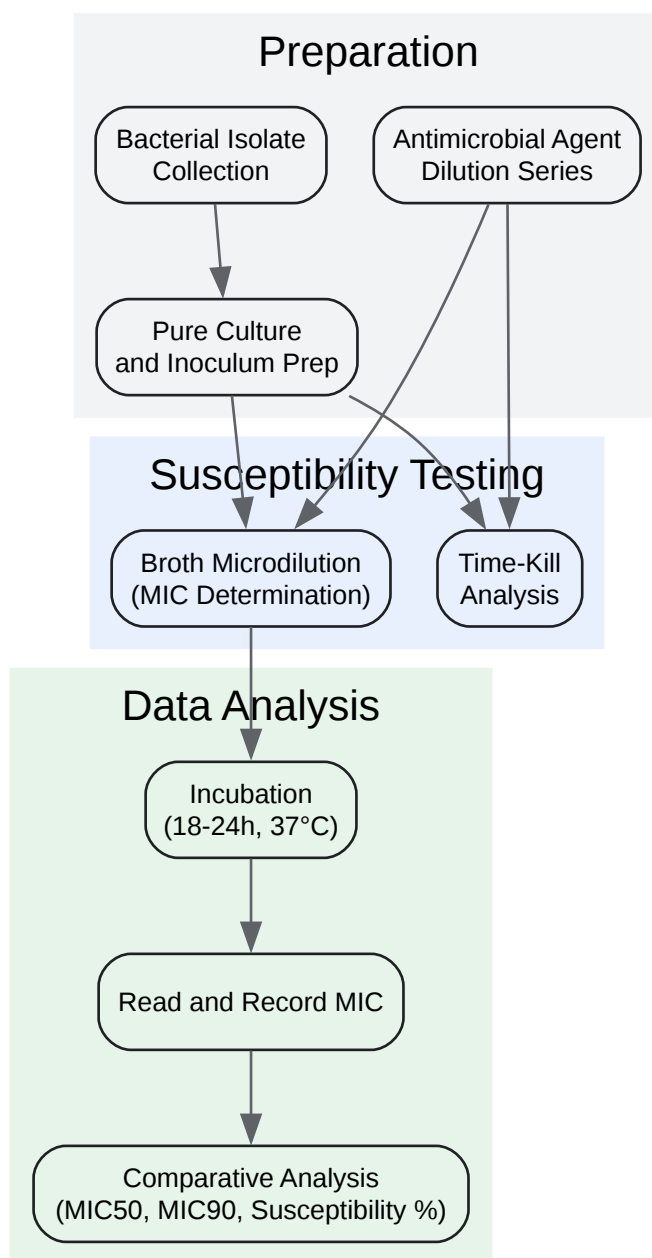 Preparation
Bacterial Isolate
Collection
Antimicrobial Agent
Dilution Series
Pure Culture
and Inoculum Prep
Susceptibility Testing
Broth Microdilution
(MIC Determination)
Time-Kill
Analysis
Data Analysis
Incubation
(18-24h, 37°C)
Read and Record MIC
Comparative Analysis
(MIC50, MIC90, Susceptibility %)